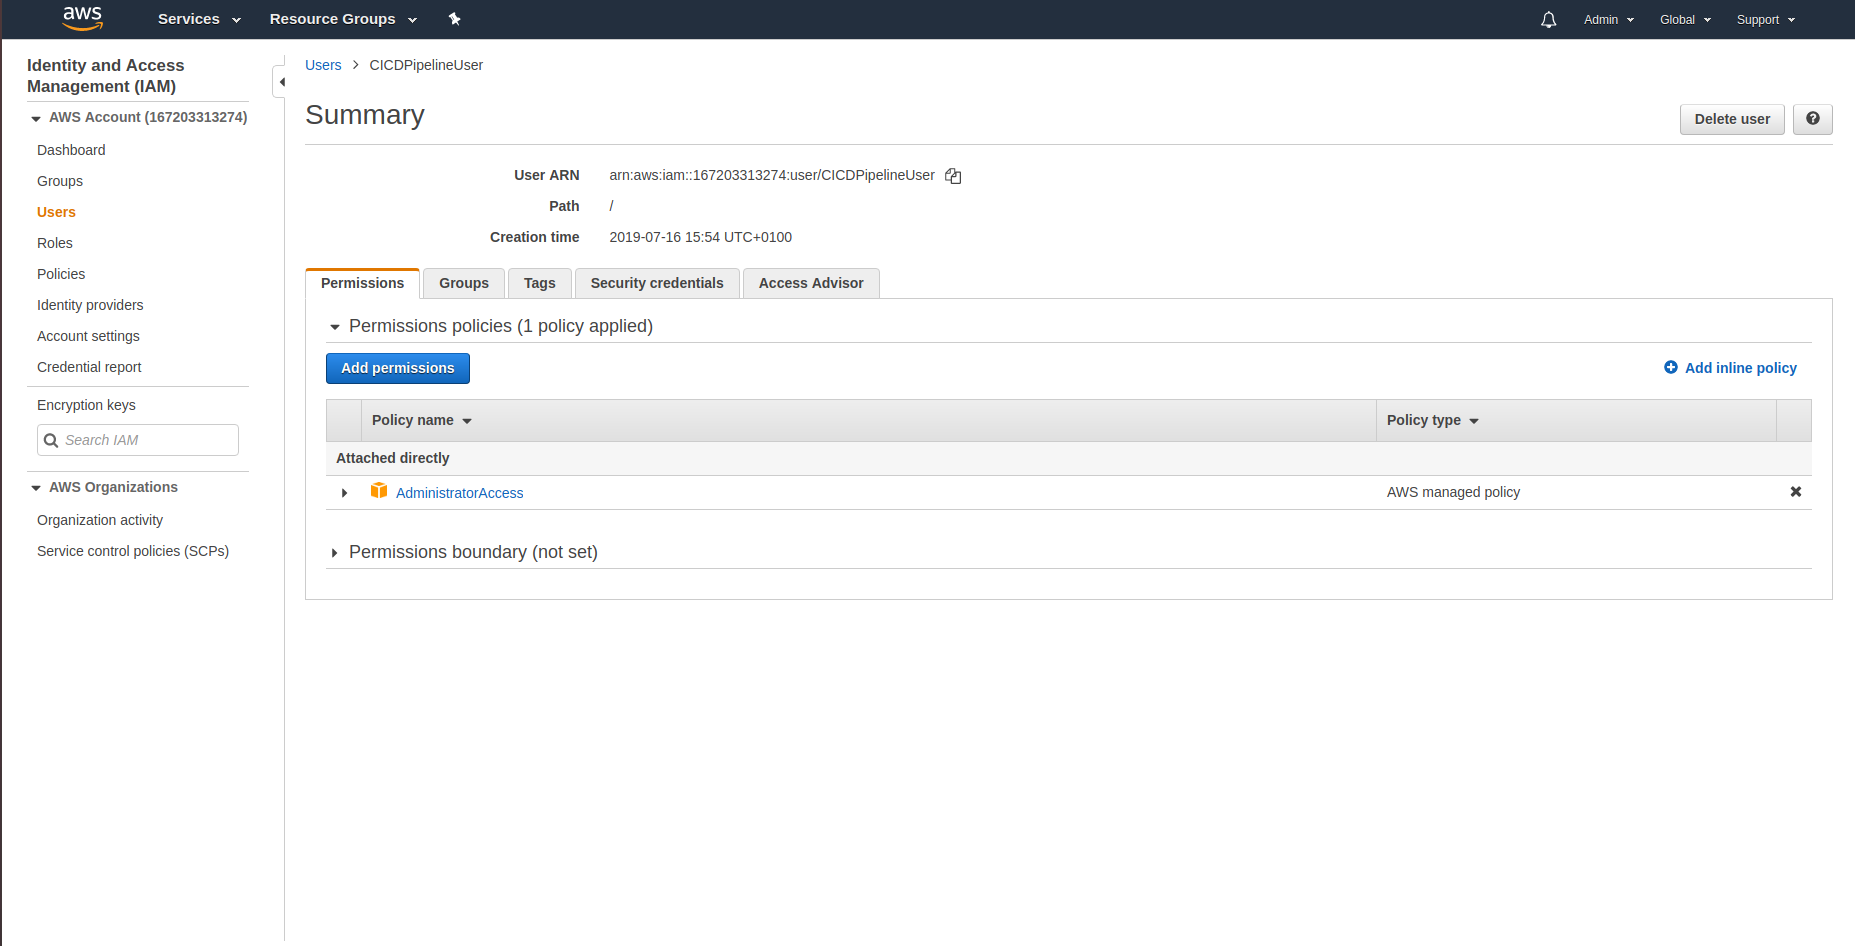 aws Services Resource Groups Admin Global Support
Identity and Access
Management (IAM)
AWS Account (167203313274)
Dashboard
Groups
Users
Roles
Policies
Identity providers
Account settings
Credential report
Encryption keys
Search IAM
AWS Organizations
Organization activity
Service control policies (SCPs)
Users > CICDPipelineUser
Summary
Delete user
?
User ARN arn:aws:iam::167203313274:user/CICDPipelineUser
Path /
Creation time 2019-07-16 15:54 UTC+0100
Permissions Groups Tags Security credentials Access Advisor
Permissions policies (1 policy applied)
Add permissions
Add inline policy
Policy name Policy type
Attached directly
AdministratorAccess AWS managed policy
Permissions boundary (not set)